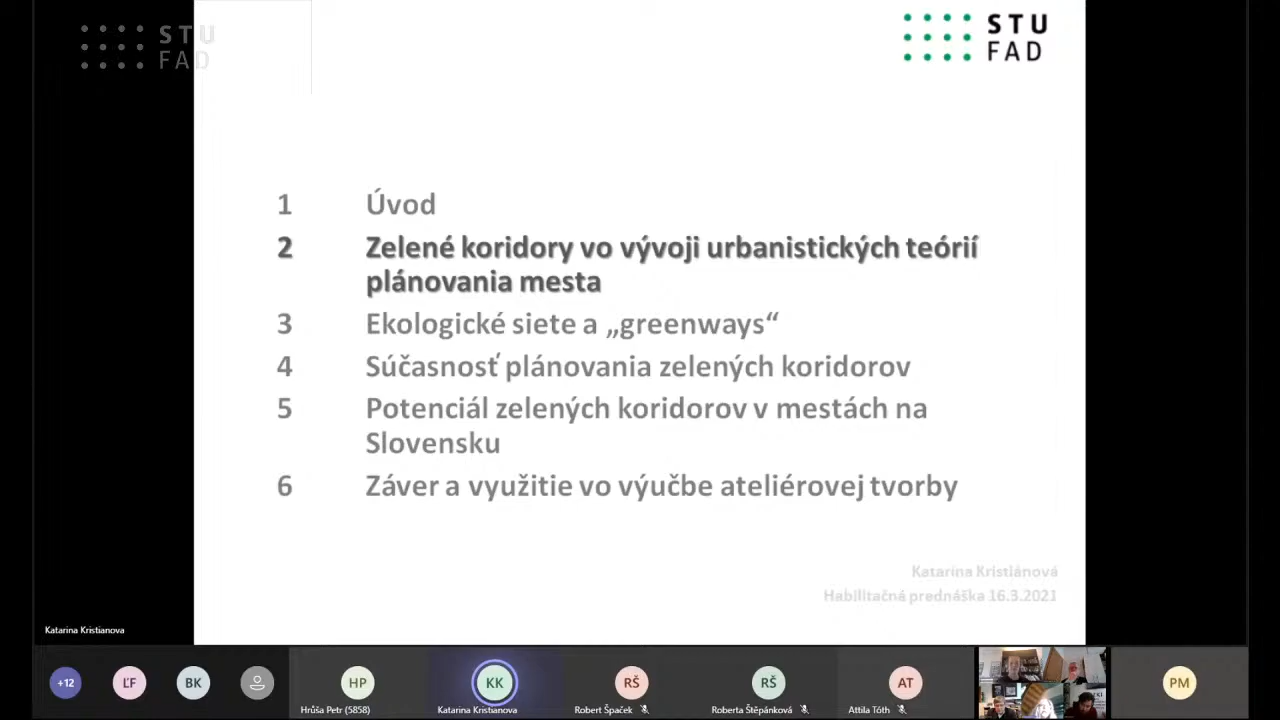 STU
FAD
STU
FAD
1 Úvod
2 Zelené koridory vo vývoji urbanistických teórií
plánovania mesta
3 Ekologické siete a „greenways“
4 Súčasnosť plánovania zelených koridorov
5 Potenciál zelených koridorov v mestách na
Slovensku
6 Záver a využitie vo výučbe ateliérovej tvorby
Katarína Kristiánová
Habilitačná prednáška 16.3.2021
Katarina Kristianova
+12 ĽF BK HP KK RŠ RŠ AT PM
Hrůša Petr (5858) Katarina Kristianova Robert Špaček Roberta Štěpánková Attila Tóth